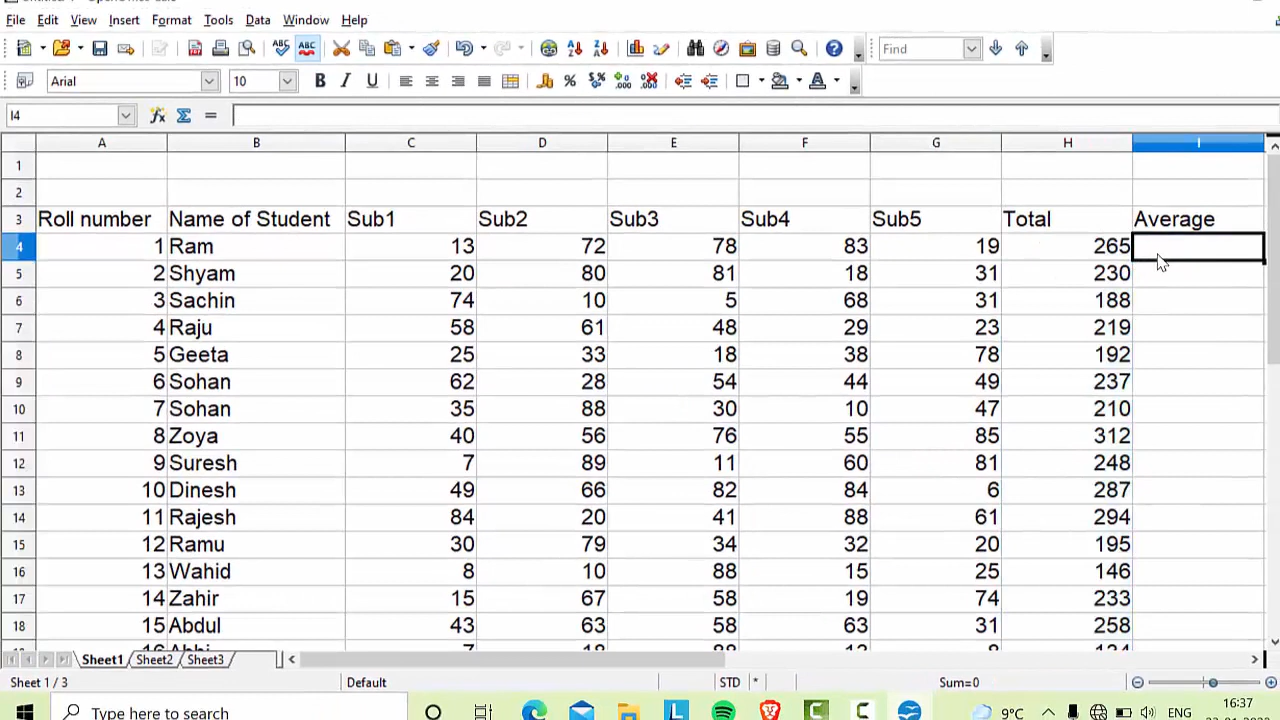 File Edit View Insert Format Tools Data Window Help
ABC ABC Find
Arial 10 B I U % .000 .000 A
I4 fx Σ =
A B C D E F G H I
1
2
3 Roll number Name of Student Sub1 Sub2 Sub3 Sub4 Sub5 Total Average
4 1 Ram 13 72 78 83 19 265
5 2 Shyam 20 80 81 18 31 230
6 3 Sachin 74 10 5 68 31 188
7 4 Raju 58 61 48 29 23 219
8 5 Geeta 25 33 18 38 78 192
9 6 Sohan 62 28 54 44 49 237
10 7 Sohan 35 88 30 10 47 210
11 8 Zoya 40 56 76 55 85 312
12 9 Suresh 7 89 11 60 81 248
13 10 Dinesh 49 66 82 84 6 287
14 11 Rajesh 84 20 41 88 61 294
15 12 Ramu 30 79 34 32 20 195
16 13 Wahid 8 10 88 15 25 146
17 14 Zahir 15 67 58 19 74 233
18 15 Abdul 43 63 58 63 31 258
Sheet1 Sheet2 Sheet3
Sheet 1 / 3 Default STD * Sum=0
Type here to search L C 9°C ENG 16:37